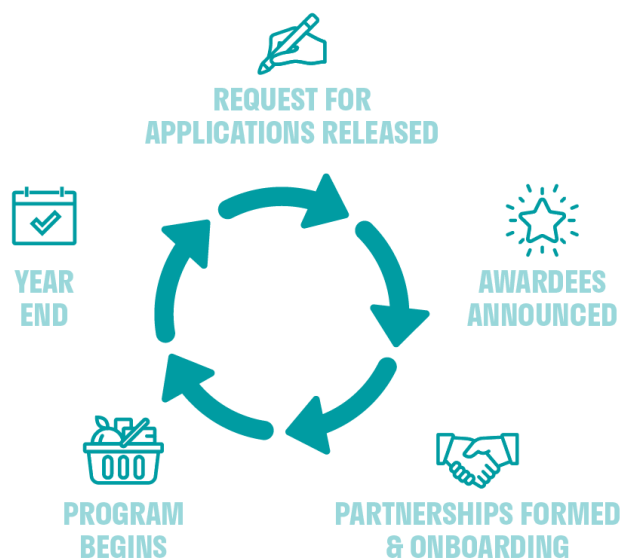 REQUEST FOR
APPLICATIONS RELEASED
AWARDEES
ANNOUNCED
PARTNERSHIPS FORMED
& ONBOARDING
PROGRAM
BEGINS
YEAR
END